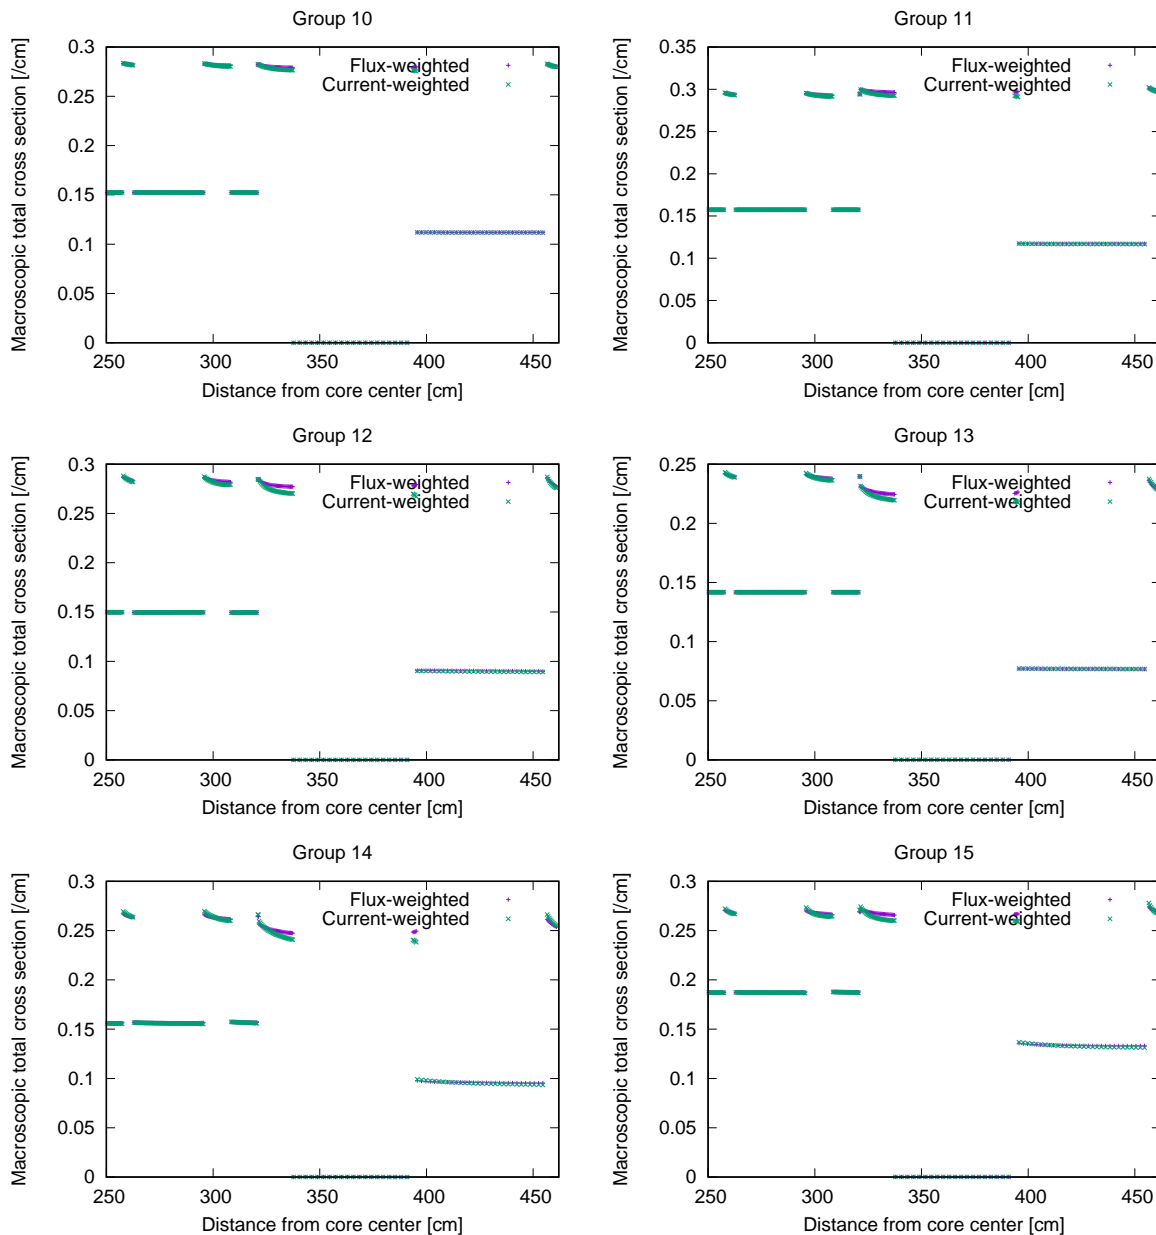 Group 10
Macroscopic total cross section [/cm]
0.3
0.25
0.2
0.15
0.1
0.05
0
Flux-weighted
Current-weighted
250 300 350 400 450
Distance from core center [cm]
Group 11
Macroscopic total cross section [/cm]
0.35
0.3
0.25
0.2
0.15
0.1
0.05
0
Flux-weighted
Current-weighted
250 300 350 400 450
Distance from core center [cm]
Group 12
Macroscopic total cross section [/cm]
0.3
0.25
0.2
0.15
0.1
0.05
0
Flux-weighted
Current-weighted
250 300 350 400 450
Distance from core center [cm]
Group 13
Macroscopic total cross section [/cm]
0.25
0.2
0.15
0.1
0.05
0
Flux-weighted
Current-weighted
250 300 350 400 450
Distance from core center [cm]
Group 14
Macroscopic total cross section [/cm]
0.3
0.25
0.2
0.15
0.1
0.05
0
Flux-weighted
Current-weighted
250 300 350 400 450
Distance from core center [cm]
Group 15
Macroscopic total cross section [/cm]
0.3
0.25
0.2
0.15
0.1
0.05
0
Flux-weighted
Current-weighted
250 300 350 400 450
Distance from core center [cm]